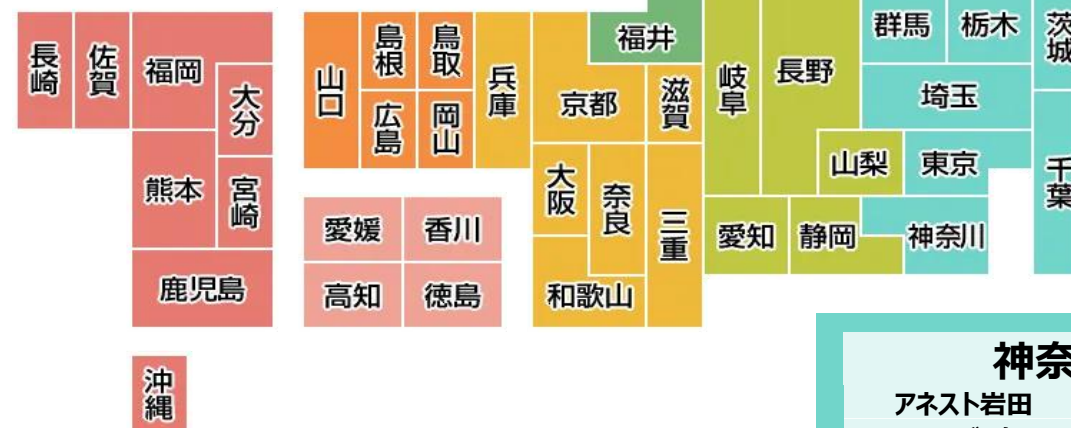 長崎
佐賀
福岡
大分
熊本
宮崎
鹿児島
沖縄
山口
島根
鳥取
広島
岡山
兵庫
愛媛
香川
高知
徳島
福井
京都
滋賀
大阪
奈良
和歌山
三重
岐阜
長野
山梨
愛知
静岡
群馬
栃木
茨城
埼玉
東京
千葉
神奈川
神奈
アネスト岩田